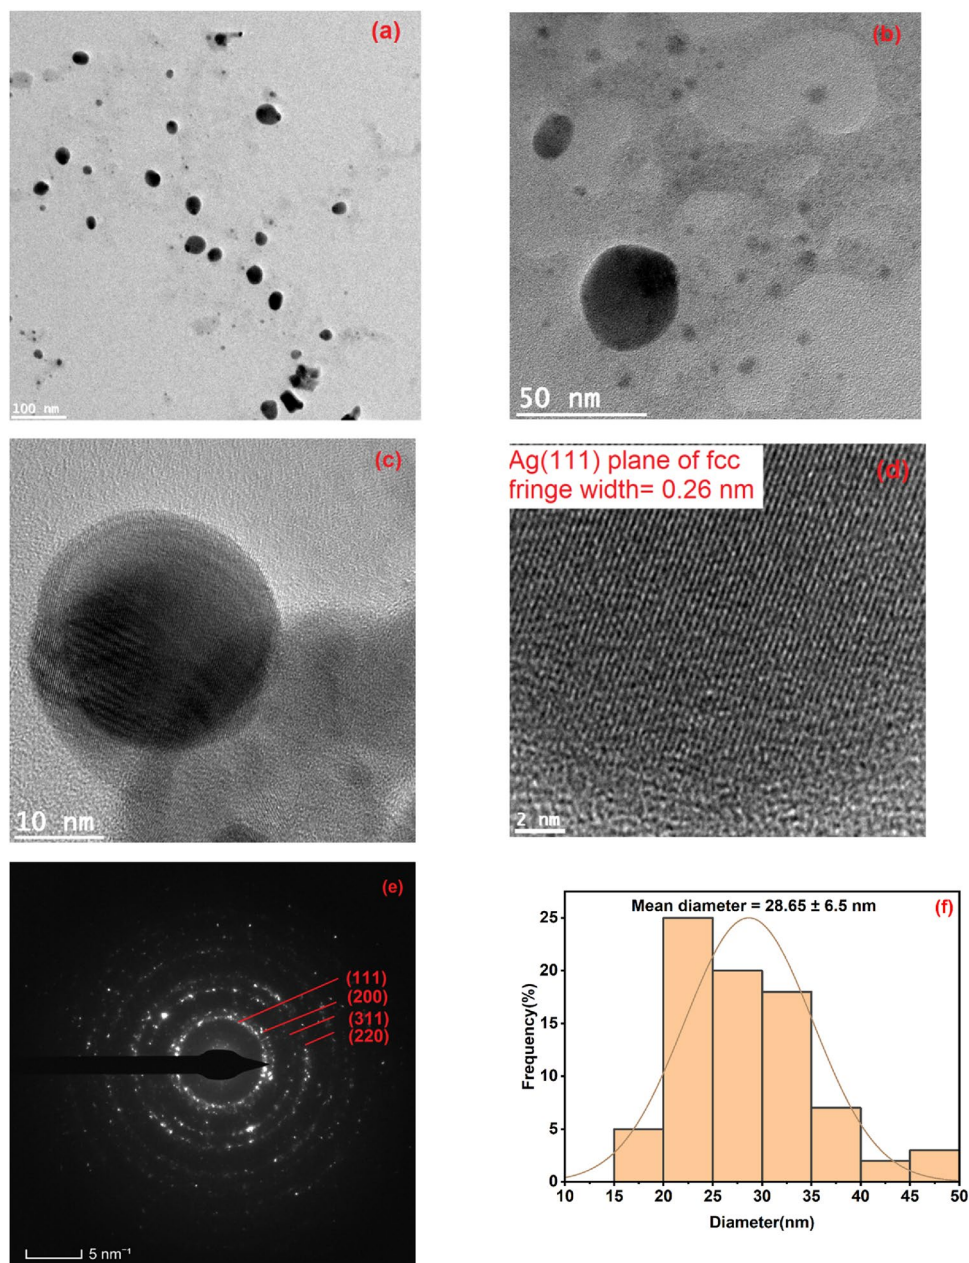 (a)
100 nm
(b)
50 nm
(c)
10 nm
Ag(111) plane of fcc
fringe width= 0.26 nm
(d)
2 nm
(e)
(111)
(200)
(311)
(220)
5 nm⁻¹
(f)
Mean diameter = 28.65 ± 6.5 nm
Frequency(%)
25
20
15
10
5
0
10 15 20 25 30 35 40 45 50
Diameter(nm)